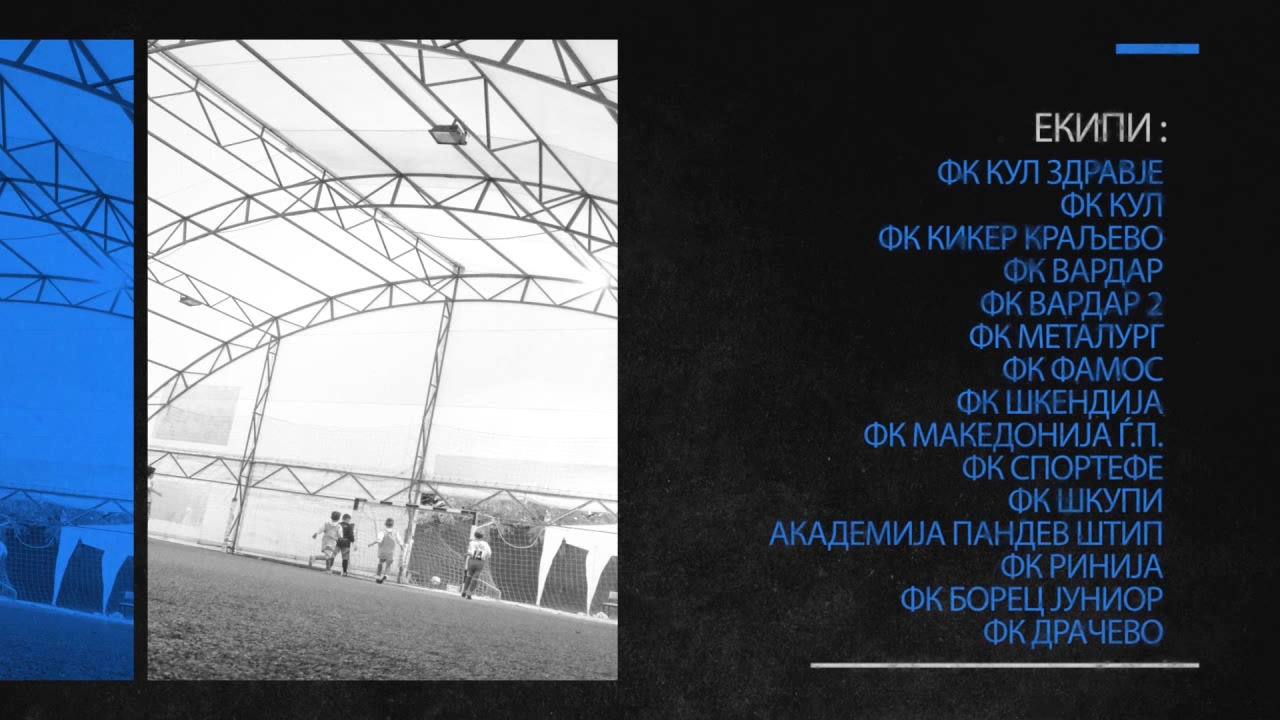 ЕКИПИ :
ФК КУЛ ЗДРАВЈЕ
ФК КУЛ
ФК КИКЕР КРАЉЕВО
ФК ВАРДАР
ФК ВАРДАР 2
ФК МЕТАЛУРГ
ФК ФАМОС
ФК ШКЕНДИЈА
ФК МАКЕДОНИЈА Ѓ.П.
ФК СПОРТЕФЕ
ФК ШКУПИ
АКАДЕМИЈА ПАНДЕВ ШТИП
ФК РИНИЈА
ФК БОРЕЦ ЈУНИОР
ФК ДРАЧЕВО